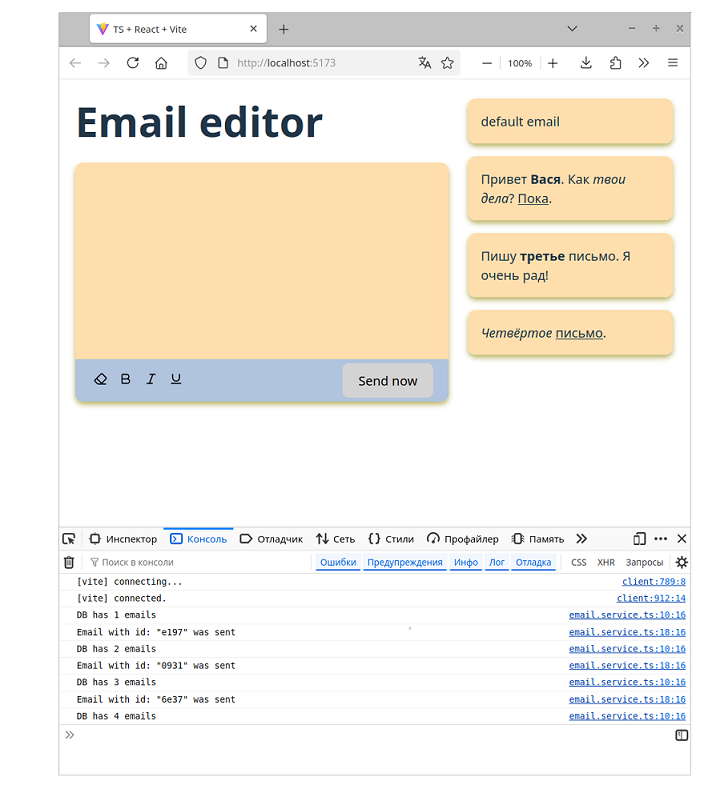 TS + React + Vite
http://localhost:5173
100%
Email editor
default email
Привет Вася. Как твои
дела? Пока.
Пишу третье письмо. Я
очень рад!
Четвёртое письмо.
B I U
Send now
Инспектор Консоль Отладчик Сеть Стили Профайлер Память
Поиск в консоли Ошибки Предупреждения Инфо Лог Отладка CSS XHR Запросы
[vite] connecting... client:789:8
[vite] connected. client:912:14
DB has 1 emails email.service.ts:10:16
Email with id: "e197" was sent email.service.ts:18:16
DB has 2 emails email.service.ts:10:16
Email with id: "0931" was sent email.service.ts:18:16
DB has 3 emails email.service.ts:10:16
Email with id: "6e37" was sent email.service.ts:18:16
DB has 4 emails email.service.ts:10:16